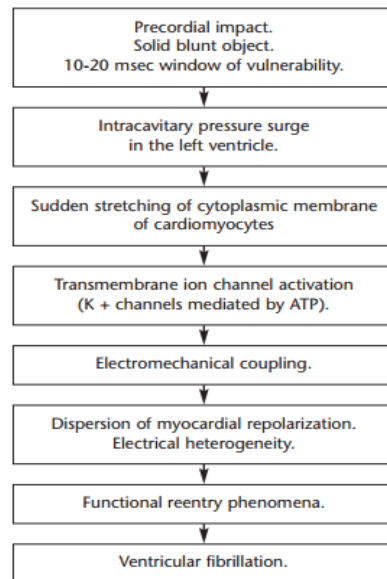 Precordial impact.
Solid blunt object.
10-20 msec window of vulnerability.
Intracavitary pressure surge
in the left ventricle.
Sudden stretching of cytoplasmic membrane
of cardiomyocytes
Transmembrane ion channel activation
(K + channels mediated by ATP).
Electromechanical coupling.
Dispersion of myocardial repolarization.
Electrical heterogeneity.
Functional reentry phenomena.
Ventricular fibrillation.